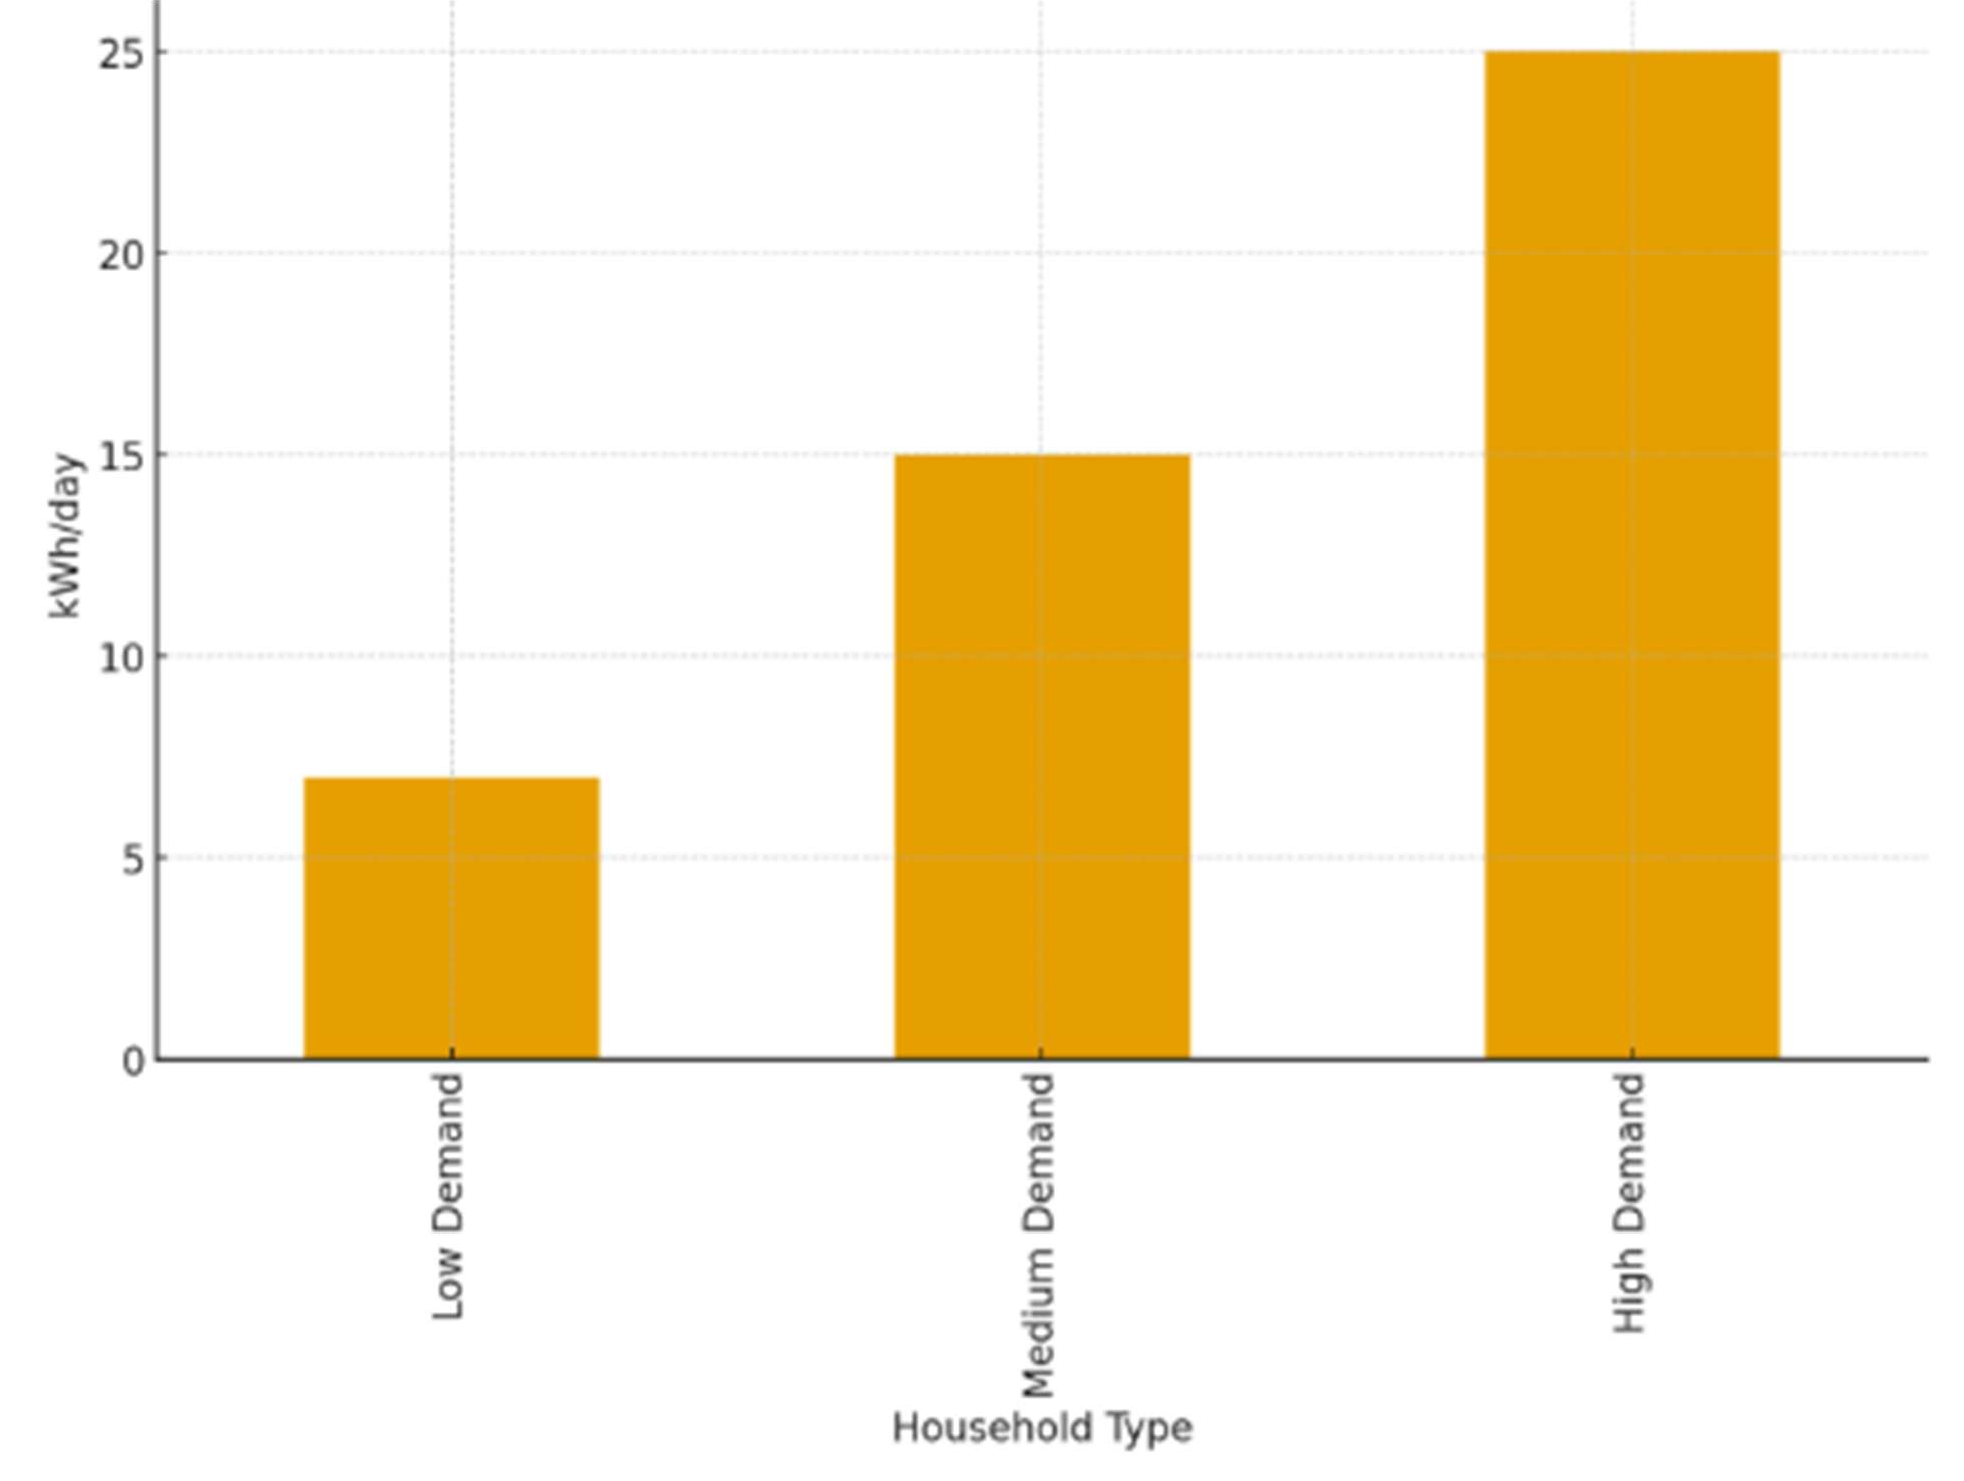 25
20
15
10
5
0
kWh/day
Low Demand
Medium Demand
High Demand
Household Type